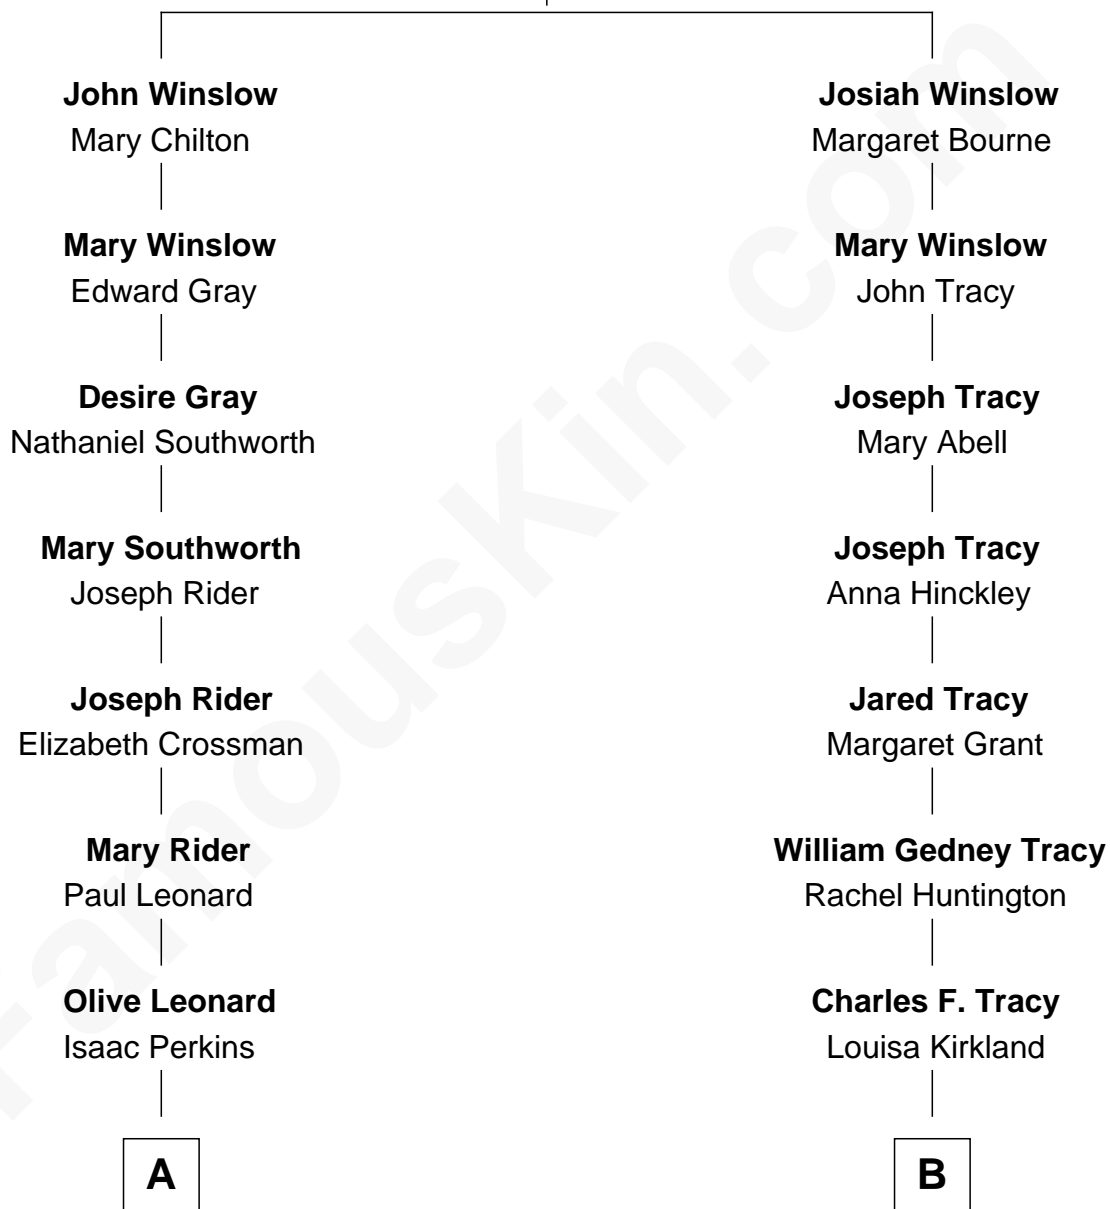 John Winslow
Mary Chilton
Mary Winslow
Edward Gray
Desire Gray
Nathaniel Southworth
Mary Southworth
Joseph Rider
Joseph Rider
Elizabeth Crossman
Mary Rider
Paul Leonard
Olive Leonard
Isaac Perkins
A
Josiah Winslow
Margaret Bourne
Mary Winslow
John Tracy
Joseph Tracy
Mary Abell
Joseph Tracy
Anna Hinckley
Jared Tracy
Margaret Grant
William Gedney Tracy
Rachel Huntington
Charles F. Tracy
Louisa Kirkland
B
FamousKin.com